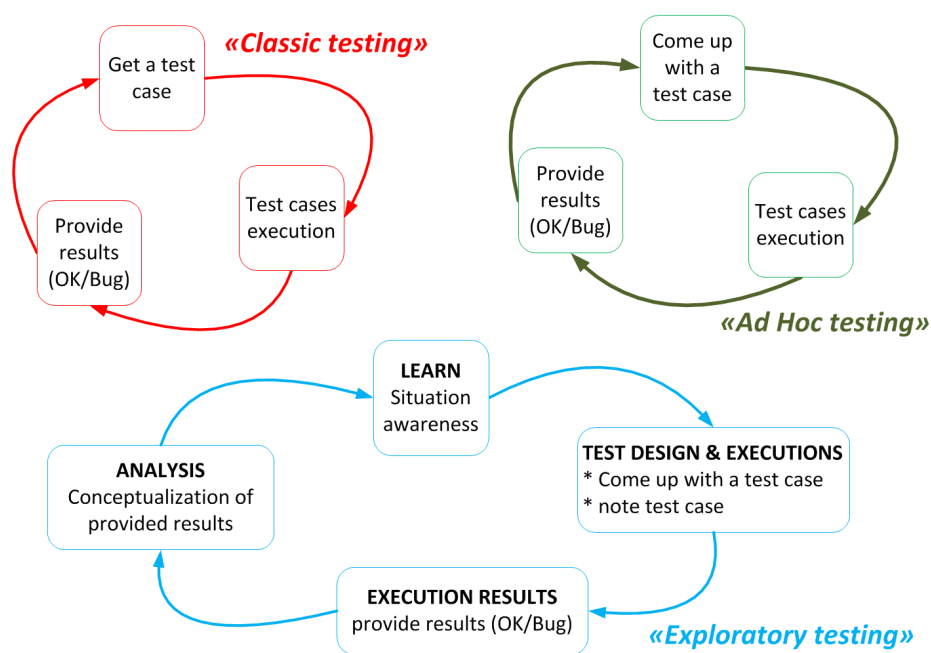 «Classic testing»
Get a test
case
Test cases
execution
Provide
results
(OK/Bug)
Come up
with a
test case
Test cases
execution
Provide
results
(OK/Bug)
«Ad Hoc testing»
LEARN
Situation
awareness
TEST DESIGN & EXECUTIONS
* Come up with a test case
* note test case
EXECUTION RESULTS
provide results (OK/Bug)
ANALYSIS
Conceptualization of
provided results
«Exploratory testing»